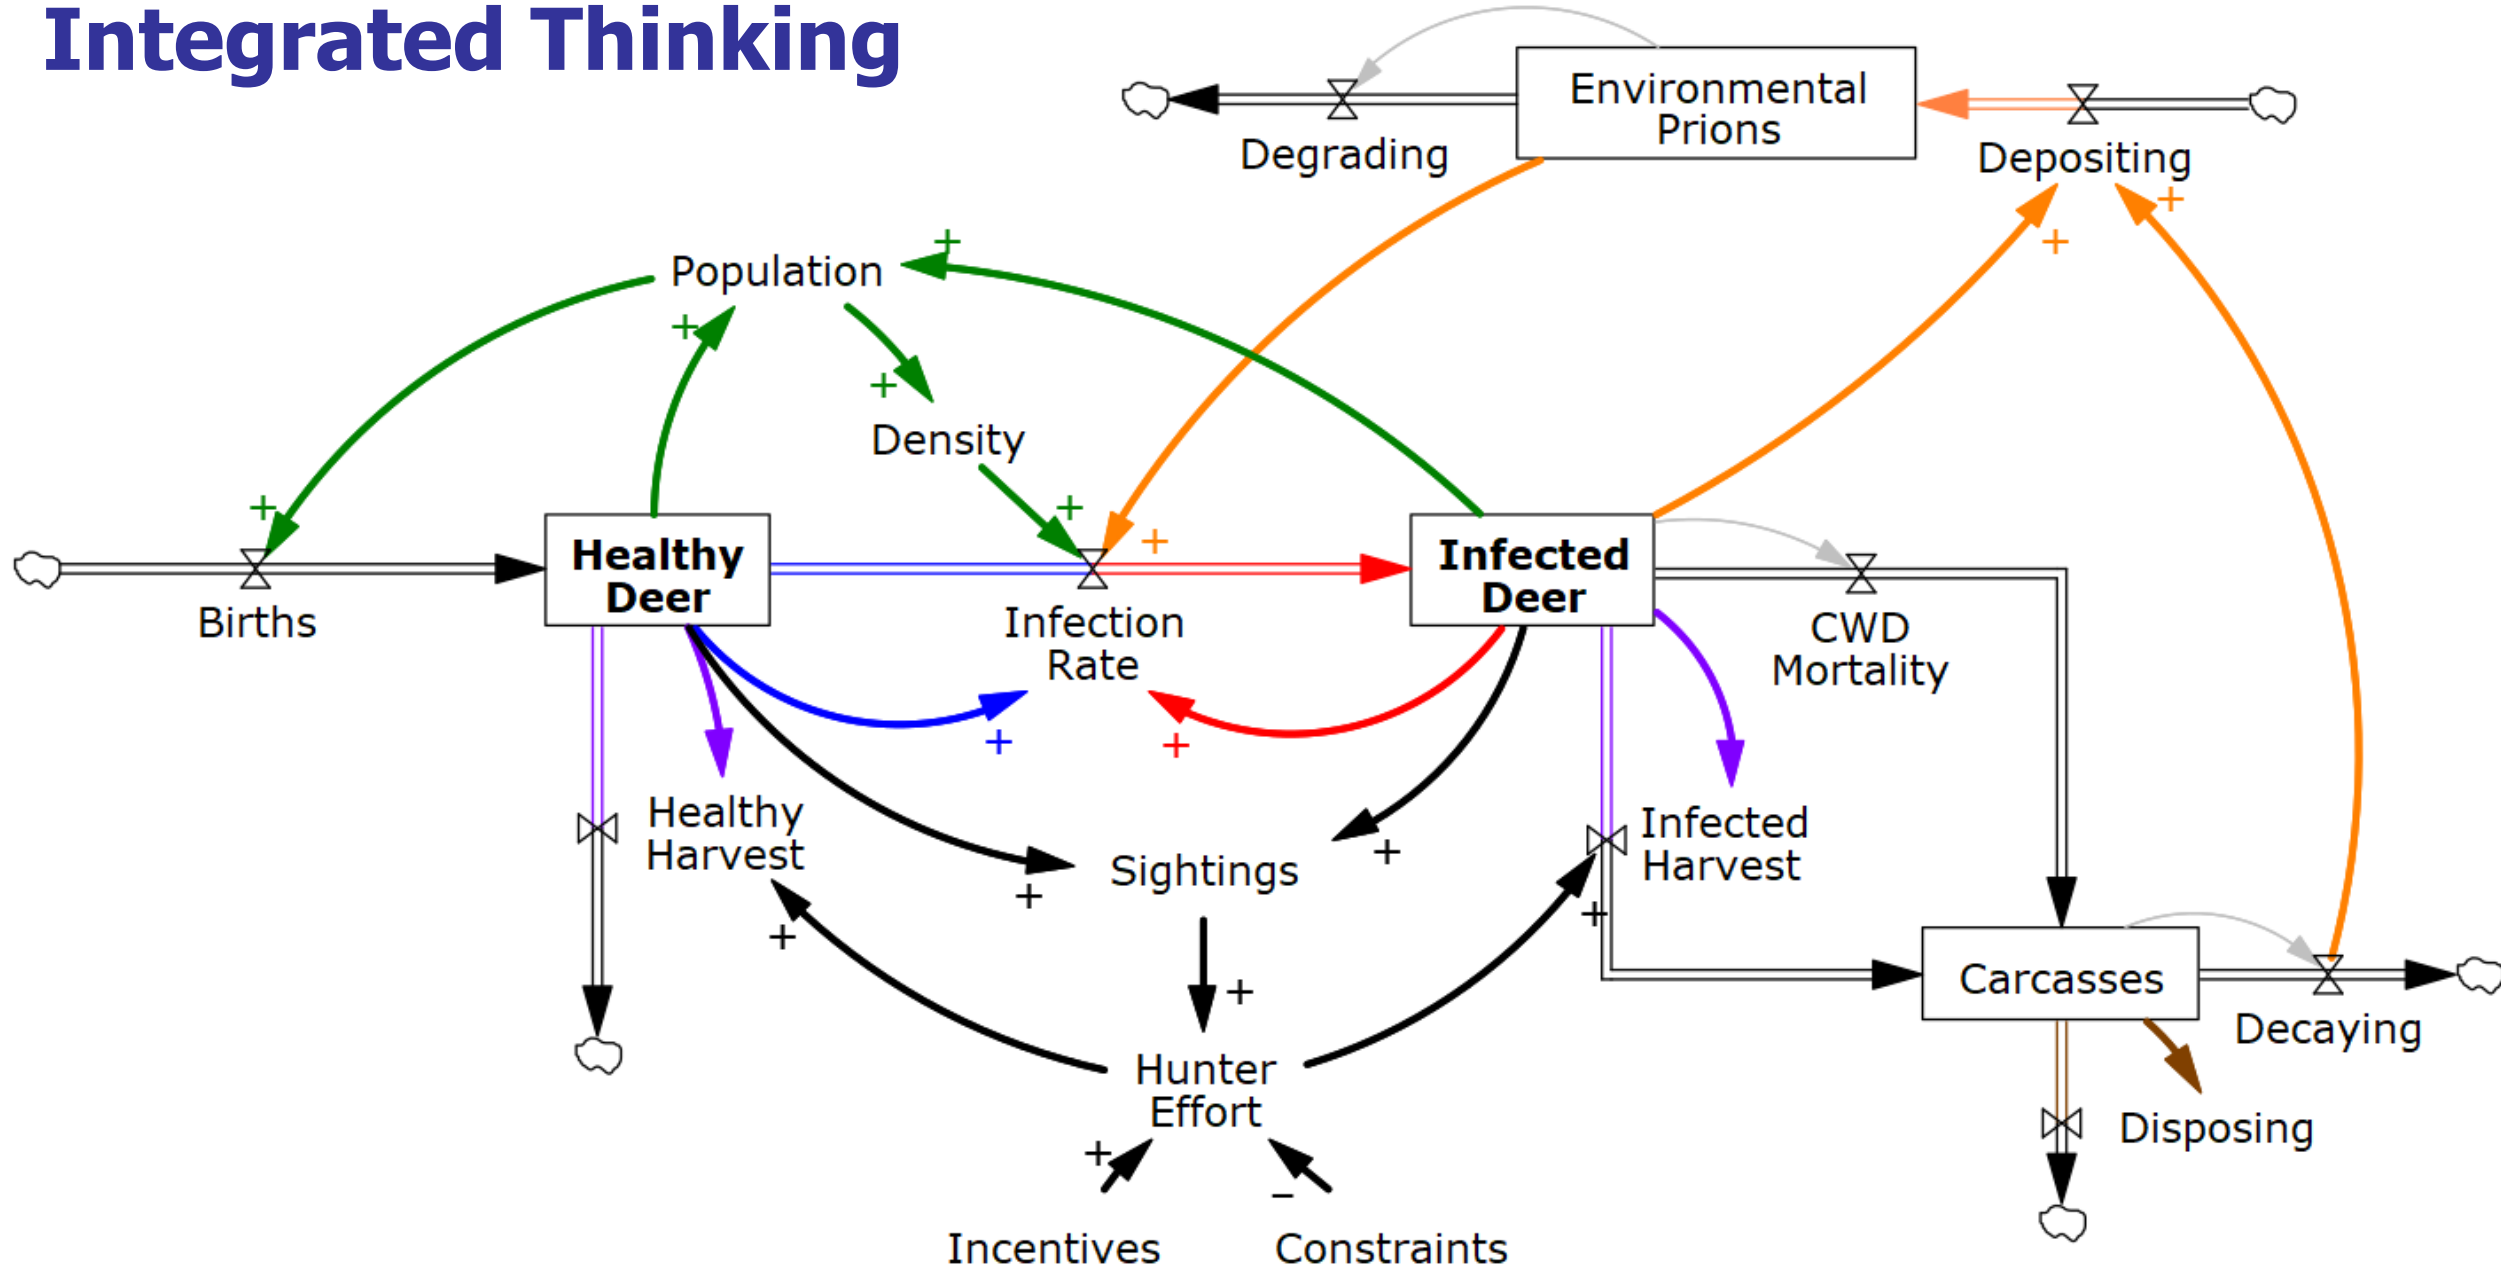 Integrated Thinking
Environmental
Prions
Degrading
Depositing
+
+
+
Population
+
+
Density
+
+
+
Healthy
Deer
Infected
Deer
Births
Infection
Rate
CWD
Mortality
+
+
Healthy
Harvest
Infected
Harvest
Sightings
+
+
+
+
Carcasses
+
Decaying
Hunter
Effort
Disposing
+
−
Incentives
Constraints